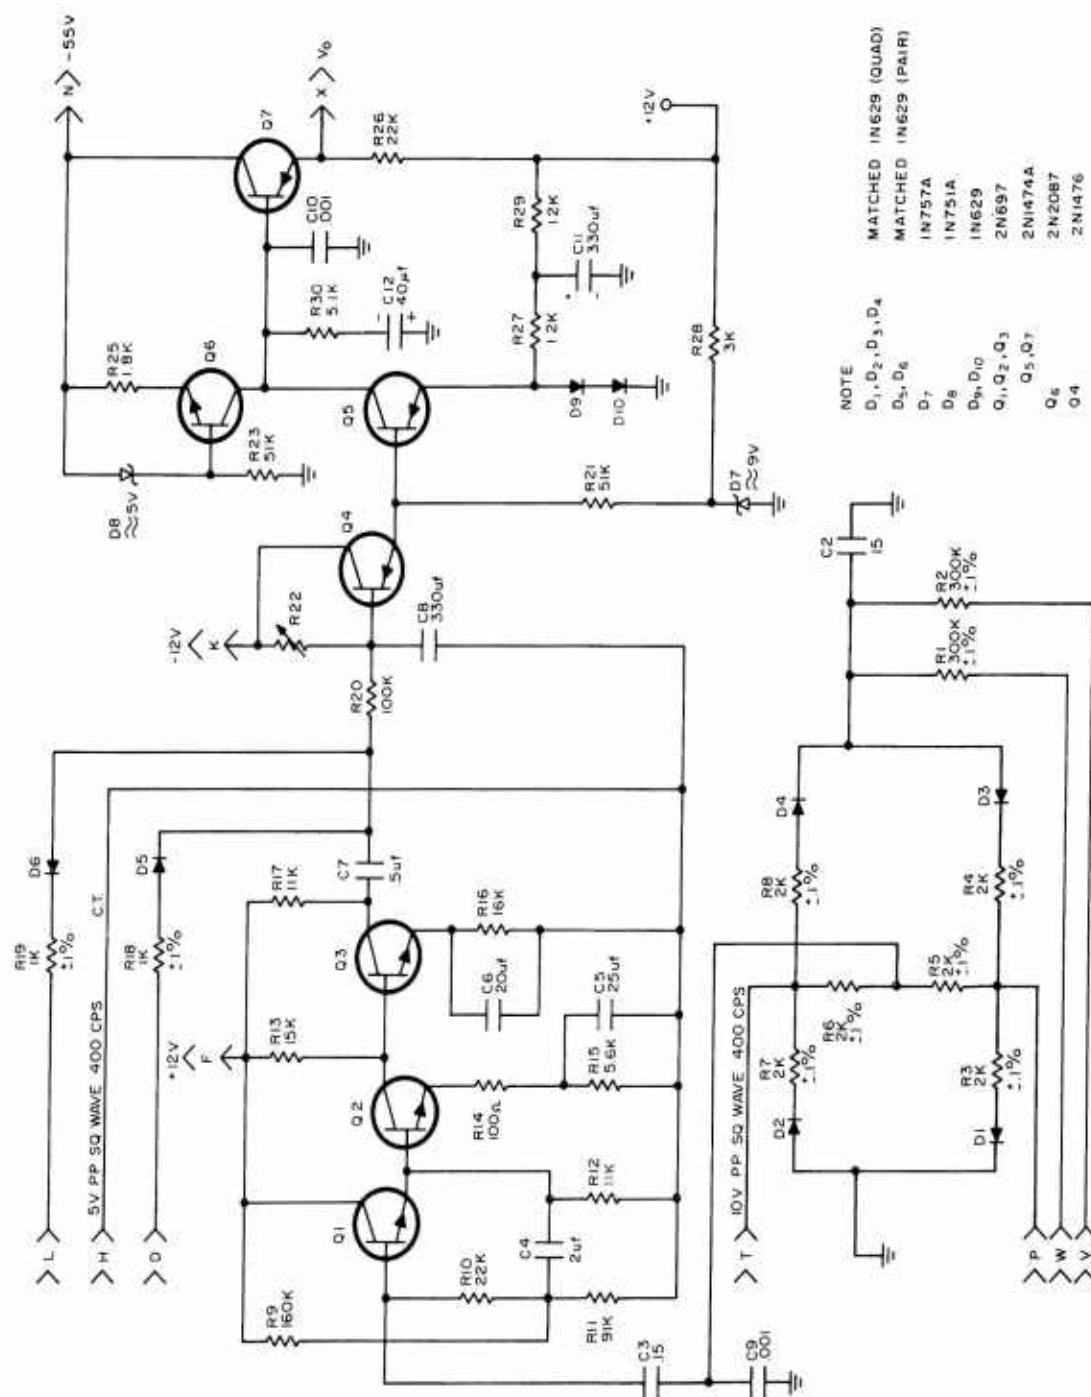 L
R19
1K
±.1%
D6
H
5V PP SQ WAVE 400 CPS
C.T.
D
R18
1K
±.1%
D5
+12V
F
-12V
K
D8
≈5V
N
-55V
R9
160K
R13
15K
R17
11K
R25
1.8K
Q1
Q2
Q3
C7
.5uf
R20
100K
R22
Q4
R23
51K
Q6
Q7
X
V₀
R10
22K
C4
2uf
R12
11K
R11
91K
R14
100Ω
R15
5.6K
C5
25uf
C6
20uf
R16
16K
C8
330uf
Q5
R30
5.1K
C12
40µf
-
+
C10
.001
R26
22K
C3
.15
C9
.001
R21
51K
D9
D10
R27
12K
R29
12K
C11
330uf
+
-
+12V
D7
≈9V
R28
3K
T
10V PP SQ WAVE 400 CPS
D2
R7
2K
±.1%
R8
2K
±.1%
D4
R6
2K
±.1%
R5
2K
±.1%
D1
R3
2K
±.1%
R4
2K
±.1%
D3
C2
.15
R1
300K
±.1%
R2
300K
±.1%
P
W
V
NOTE
D₁, D₂, D₃, D₄ MATCHED 1N629 (QUAD)
D₅, D₆ MATCHED 1N629 (PAIR)
D₇ 1N757A
D₈ 1N751A
D₉, D₁₀ 1N629
Q₁, Q₂, Q₃ 2N697
Q₅, Q₇ 2N1474A
Q₆ 2N2087
Q4 2N1476